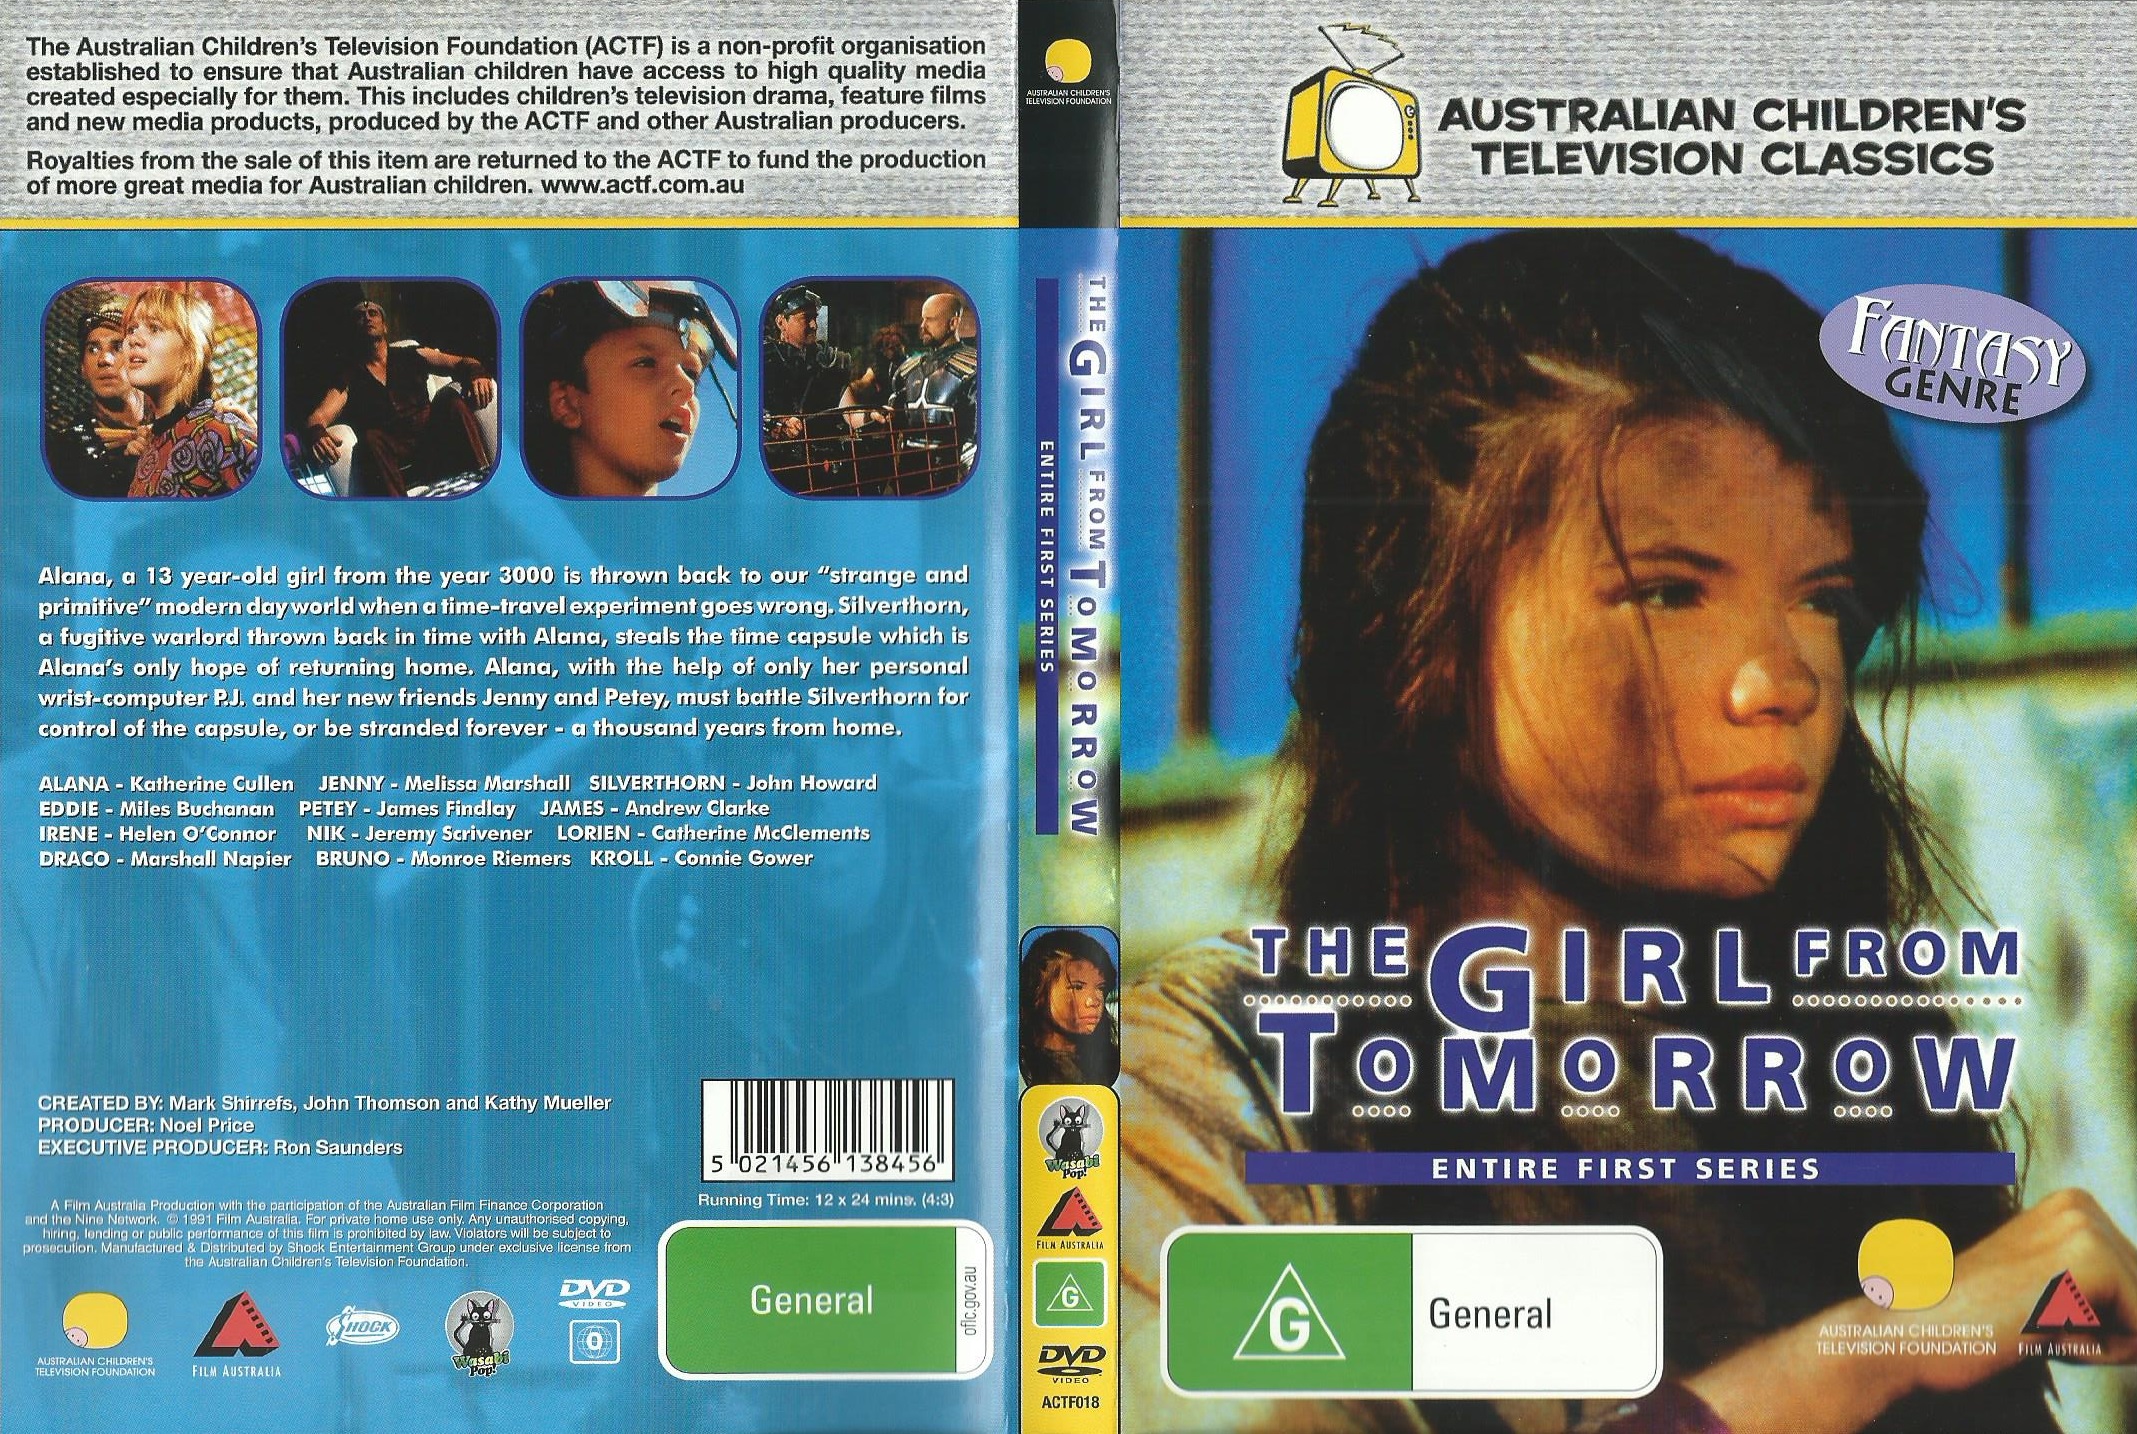 The Australian Children's Television Foundation (ACTF) is a non-profit organisation
established to ensure that Australian children have access to high quality media
created especially for them. This includes children's television drama, feature films
and new media products, produced by the ACTF and other Australian producers.
Royalties from the sale of this item are returned to the ACTF to fund the production
of more great media for Australian children. www.actf.com.au
Alana, a 13 year-old girl from the year 3000 is thrown back to our "strange and
primitive" modern day world when a time-travel experiment goes wrong. Silverthorn,
a fugitive warlord thrown back in time with Alana, steals the time capsule which is
Alana's only hope of returning home. Alana, with the help of only her personal
wrist-computer P.J. and her new friends Jenny and Petey, must battle Silverthorn for
control of the capsule, or be stranded forever - a thousand years from home.
ALANA - Katherine Cullen JENNY - Melissa Marshall SILVERTHORN - John Howard
EDDIE - Miles Buchanan PETEY - James Findlay JAMES - Andrew Clarke
IRENE - Helen O'Connor NIK - Jeremy Scrivener LORIEN - Catherine McClements
DRACO - Marshall Napier BRUNO - Monroe Riemers KROLL - Connie Gower
CREATED BY: Mark Shirrefs, John Thomson and Kathy Mueller
PRODUCER: Noel Price
EXECUTIVE PRODUCER: Ron Saunders
5 021456 138456
Running Time: 12 x 24 mins. (4:3)
A Film Australia Production with the participation of the Australian Film Finance Corporation
and the Nine Network. © 1991 Film Australia. For private home use only. Any unauthorised copying,
hiring, lending or public performance of this film is prohibited by law. Violators will be subject to
prosecution. Manufactured & Distributed by Shock Entertainment Group under exclusive license from
the Australian Children's Television Foundation.
AUSTRALIAN CHILDREN'S
TELEVISION FOUNDATION
FILM AUSTRALIA
SHOCK
Wasabi
Pop!
DVD
VIDEO
0
General
oflc.gov.au
AUSTRALIAN CHILDREN'S
TELEVISION FOUNDATION
THE GIRL FROM TOMORROW
ENTIRE FIRST SERIES
Wasabi
Pop!
FILM AUSTRALIA
G
DVD
VIDEO
ACTF018
AUSTRALIAN CHILDREN'S
TELEVISION CLASSICS
FANTASY
GENRE
THE GIRL FROM
TOMORROW
ENTIRE FIRST SERIES
G
General
AUSTRALIAN CHILDREN'S
TELEVISION FOUNDATION
FILM AUSTRALIA